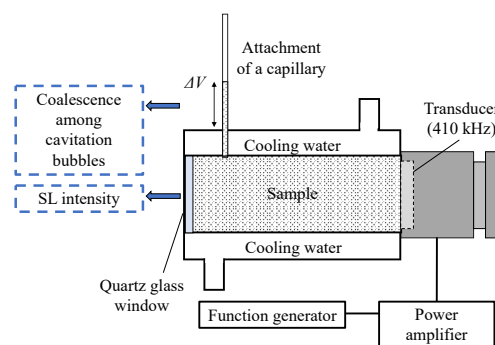 Attachment
of a capillary
ΔV
Coalescence
among
cavitation
bubbles
Transducer
(410 kHz)
Cooling water
SL intensity
Sample
Cooling water
Quartz glass
window
Function generator
Power
amplifier